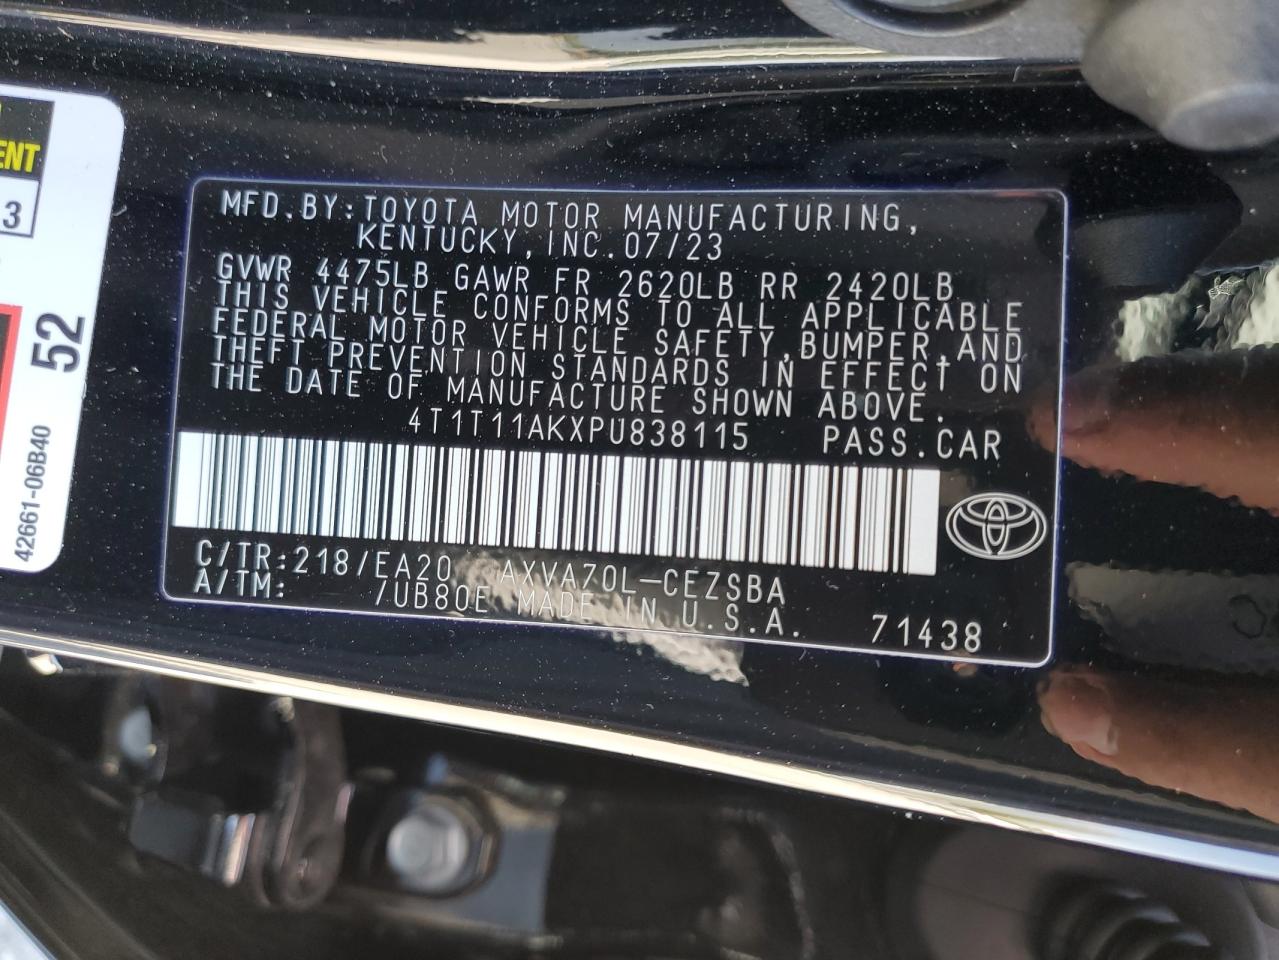 MFD.BY:TOYOTA MOTOR MANUFACTURING,
KENTUCKY,INC.07/23
GVWR 4475LB GAWR FR 2620LB RR 2420LB
THIS VEHICLE CONFORMS TO ALL APPLICABLE
FEDERAL MOTOR VEHICLE SAFETY,BUMPER,AND
THEFT PREVENTION STANDARDS IN EFFECT ON
THE DATE OF MANUFACTURE SHOWN ABOVE.
4T1T11AKXPU838115 PASS.CAR
C/TR:218/EA20 AXVA70L-CEZSBA
A/TM: /UB80E MADE IN U.S.A. 71438
ENT
3
52
42661-06B40